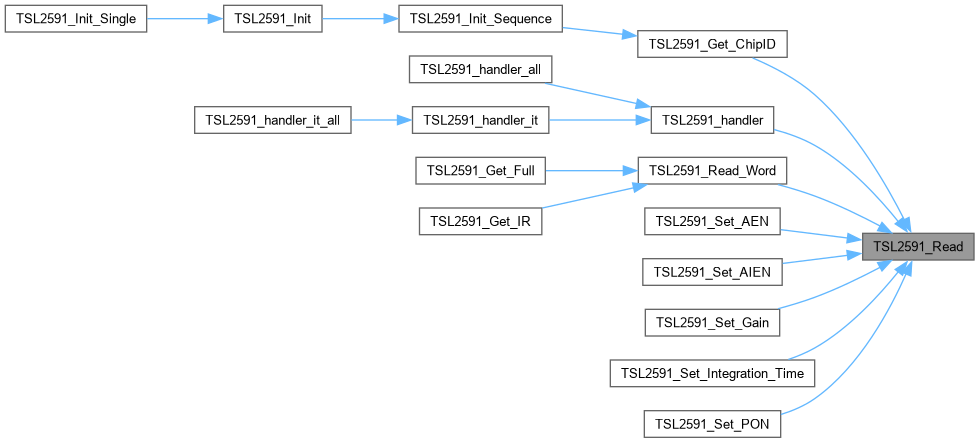 TSL2591_Init_Single
TSL2591_Init
TSL2591_Init_Sequence
TSL2591_Get_ChipID
TSL2591_handler_all
TSL2591_handler_it_all
TSL2591_handler_it
TSL2591_handler
TSL2591_Get_Full
TSL2591_Read_Word
TSL2591_Get_IR
TSL2591_Set_AEN
TSL2591_Read
TSL2591_Set_AIEN
TSL2591_Set_Gain
TSL2591_Set_Integration_Time
TSL2591_Set_PON